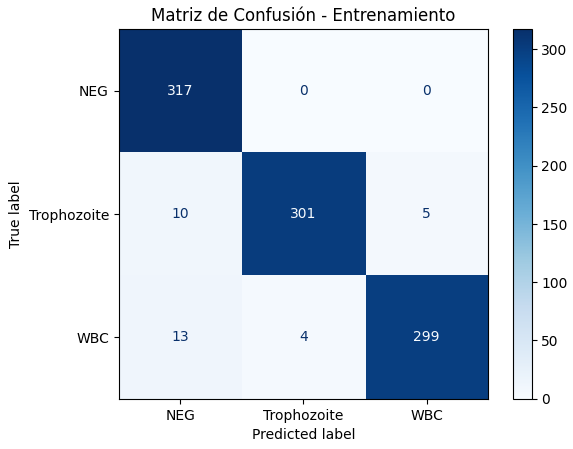 Matriz de Confusión - Entrenamiento
NEG 317 0 0
Trophozoite 10 301 5
WBC 13 4 299
NEG Trophozoite WBC
Predicted label
True label
300
250
200
150
100
50
0